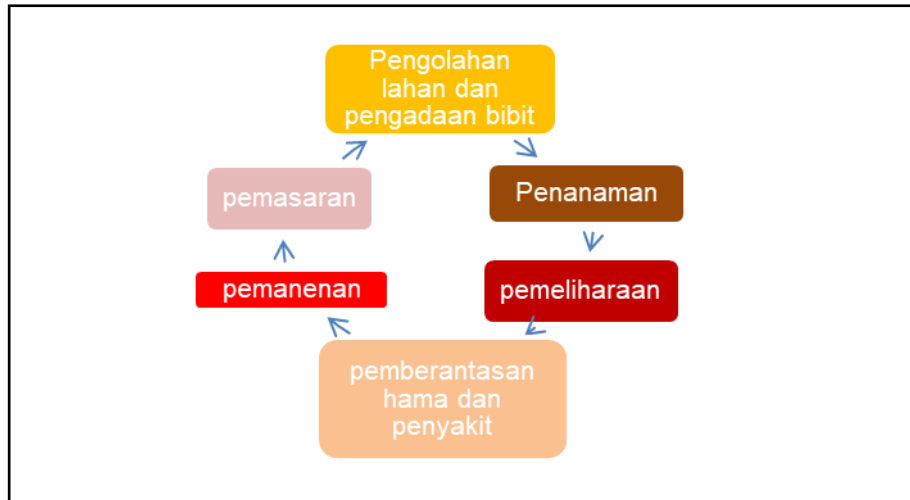 Pengolahan
lahan dan
pengadaan bibit
Penanaman
pemeliharaan
pemberantasan
hama dan
penyakit
pemanenan
pemasaran